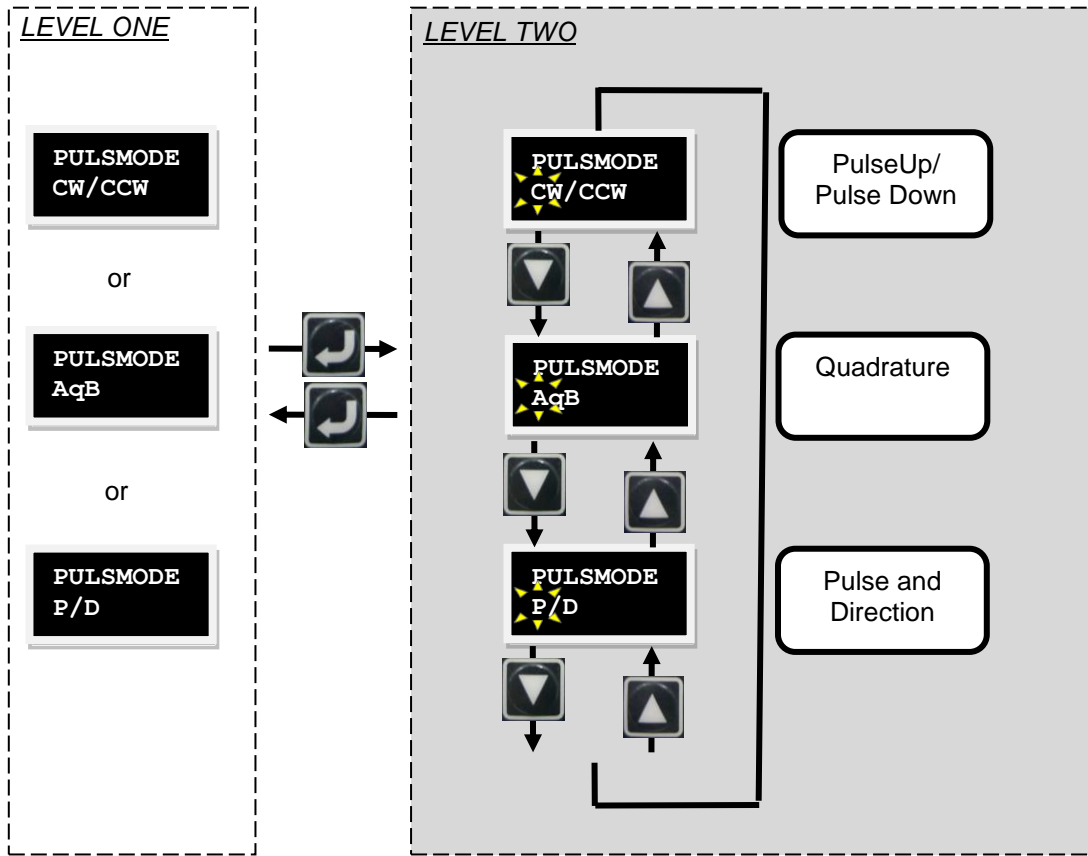 LEVEL ONE
PULSMODE
CW/CCW
or
PULSMODE
AqB
or
PULSMODE
P/D
LEVEL TWO
PULSMODE
CW/CCW
PulseUp/
Pulse Down
PULSMODE
AqB
Quadrature
PULSMODE
P/D
Pulse and
Direction